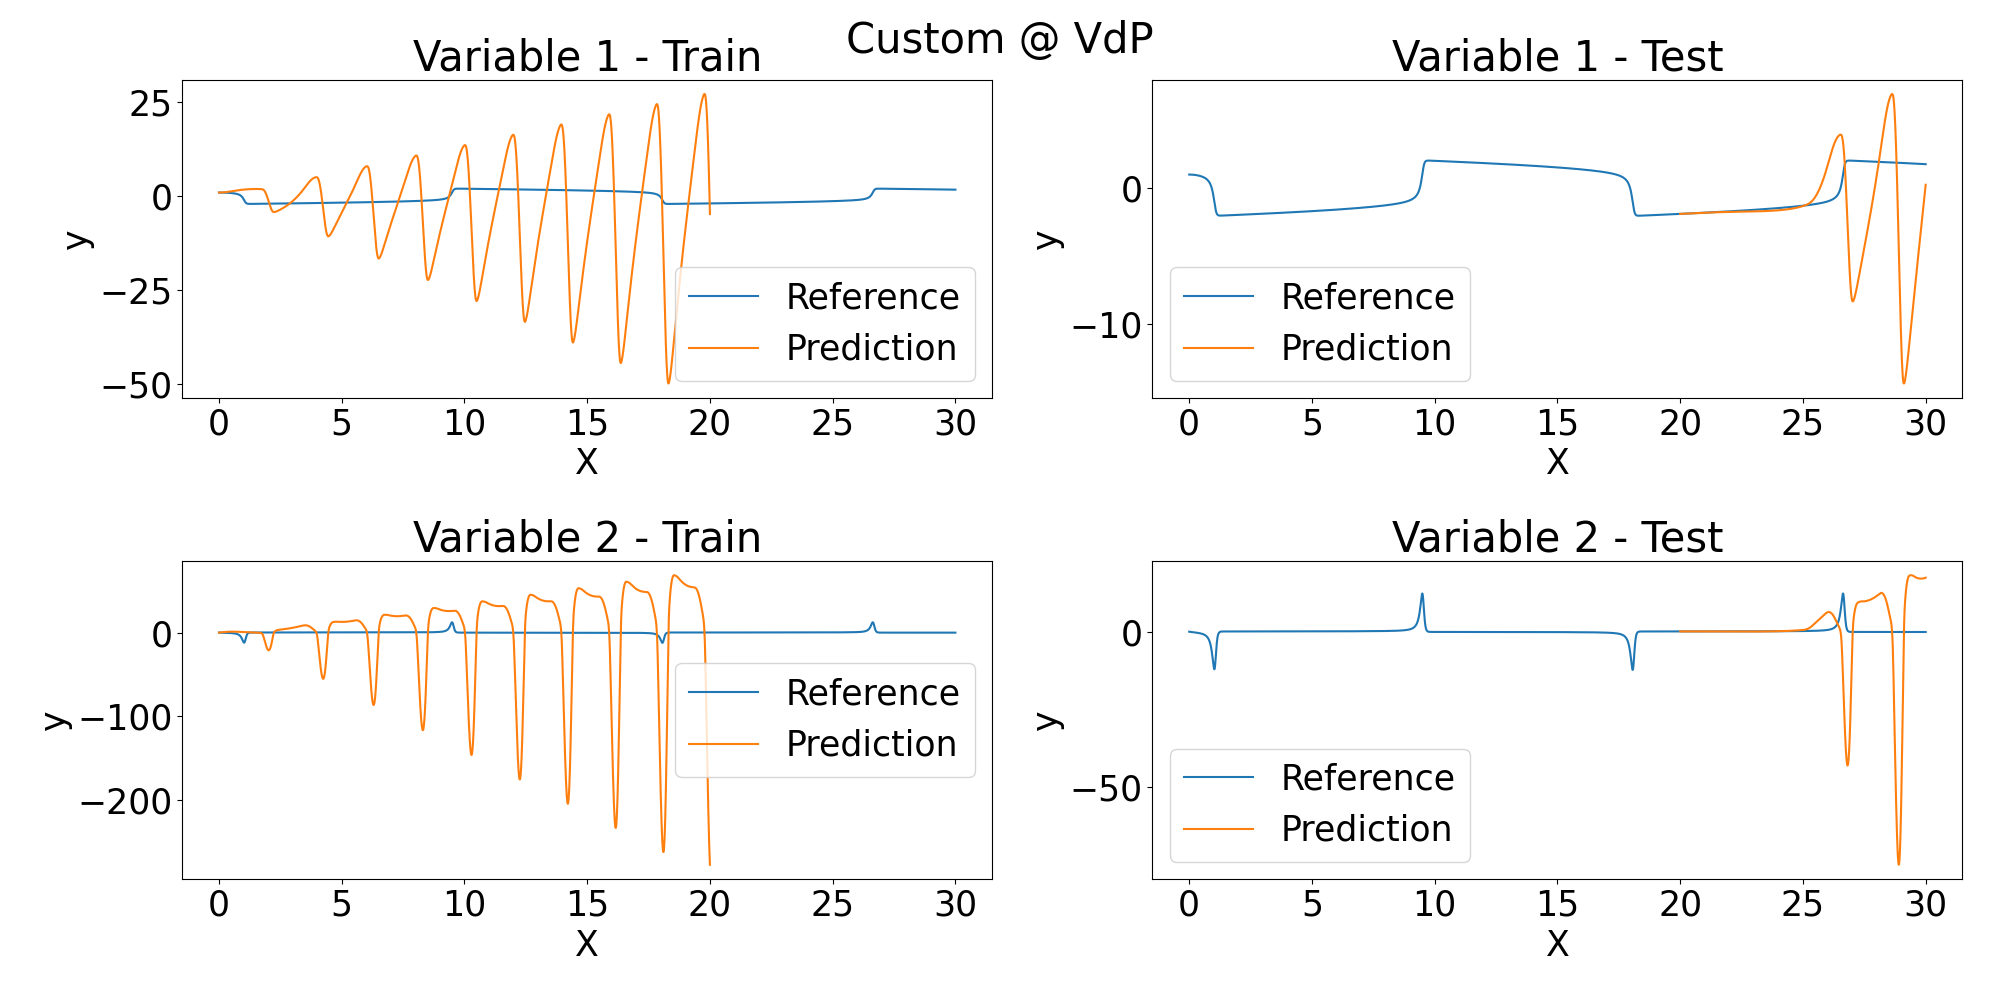 Custom @ VdP
Variable 1 - Train
25
0
−25
−50
y
0 5 10 15 20 25 30
X
Reference
Prediction
Variable 1 - Test
0
−10
y
0 5 10 15 20 25 30
X
Reference
Prediction
Variable 2 - Train
0
−100
−200
y
0 5 10 15 20 25 30
X
Reference
Prediction
Variable 2 - Test
0
−50
y
0 5 10 15 20 25 30
X
Reference
Prediction